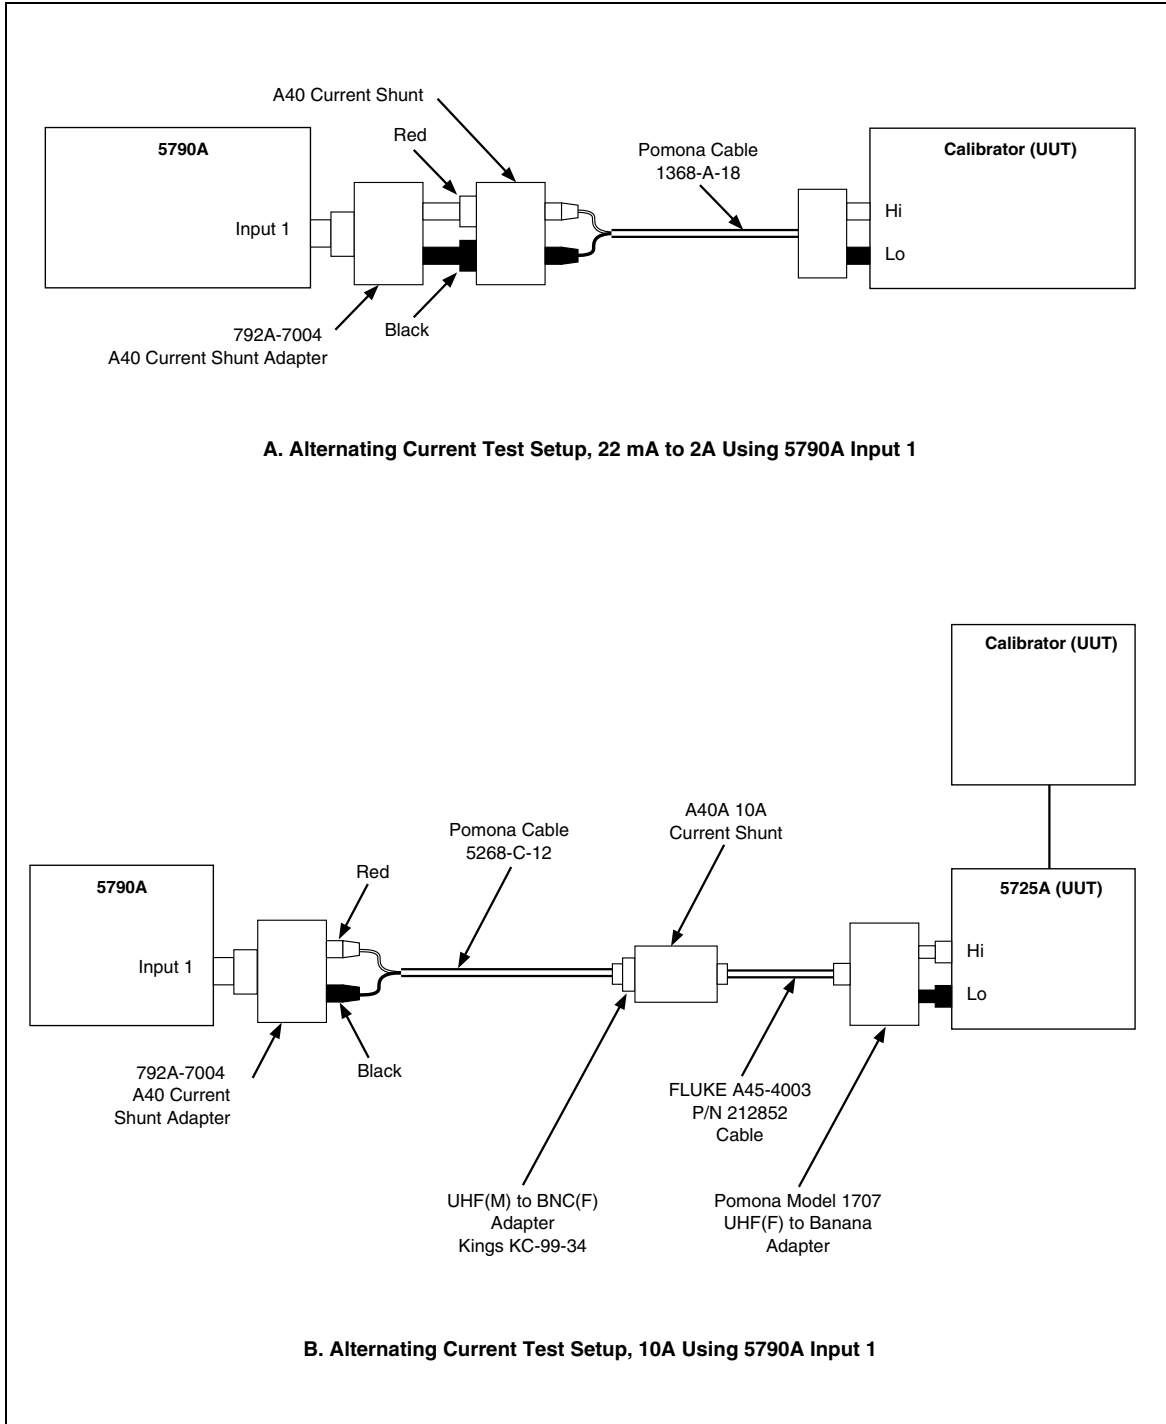 A40 Current Shunt
Red
5790A
Pomona Cable
1368-A-18
Calibrator (UUT)
Input 1
Hi
Lo
792A-7004
A40 Current Shunt Adapter
Black
A. Alternating Current Test Setup, 22 mA to 2A Using 5790A Input 1
Calibrator (UUT)
A40A 10A
Current Shunt
Pomona Cable
5268-C-12
Red
5790A
5725A (UUT)
Input 1
Hi
Lo
792A-7004
A40 Current
Shunt Adapter
Black
FLUKE A45-4003
P/N 212852
Cable
UHF(M) to BNC(F)
Adapter
Kings KC-99-34
Pomona Model 1707
UHF(F) to Banana
Adapter
B. Alternating Current Test Setup, 10A Using 5790A Input 1